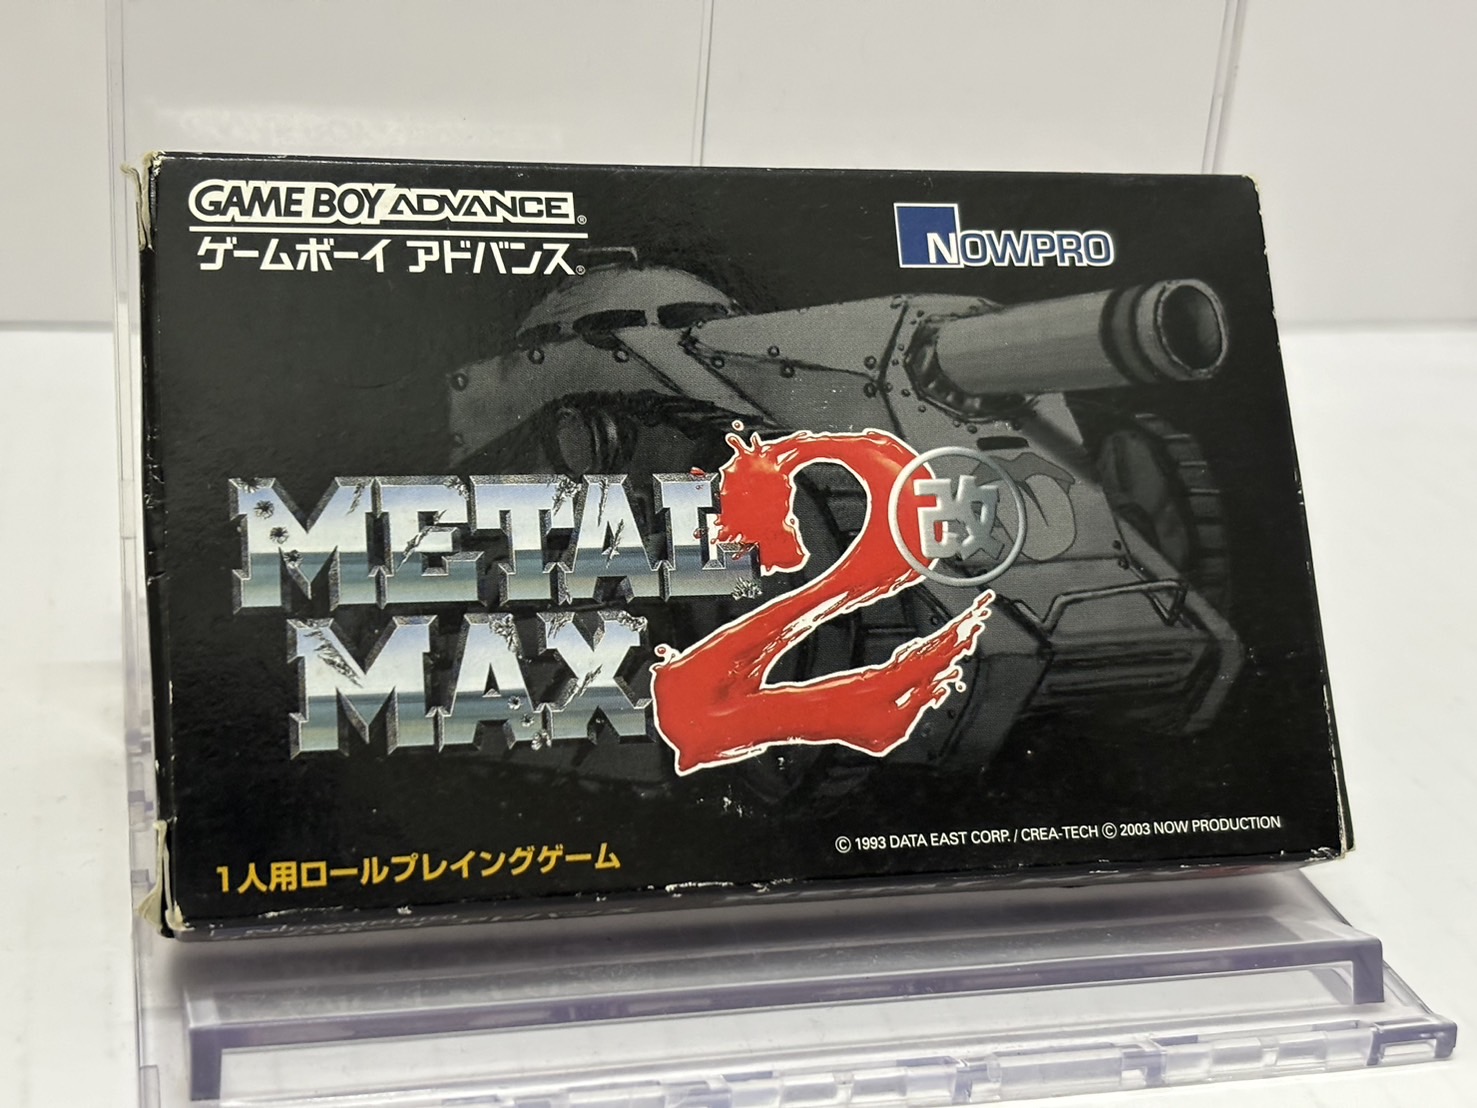 GAME BOY ADVANCE®
ゲームボーイ アドバンス®
NOWPRO
METAL
MAX
2
改
© 1993 DATA EAST CORP. / CREA-TECH © 2003 NOW PRODUCTION
1人用ロールプレイングゲーム